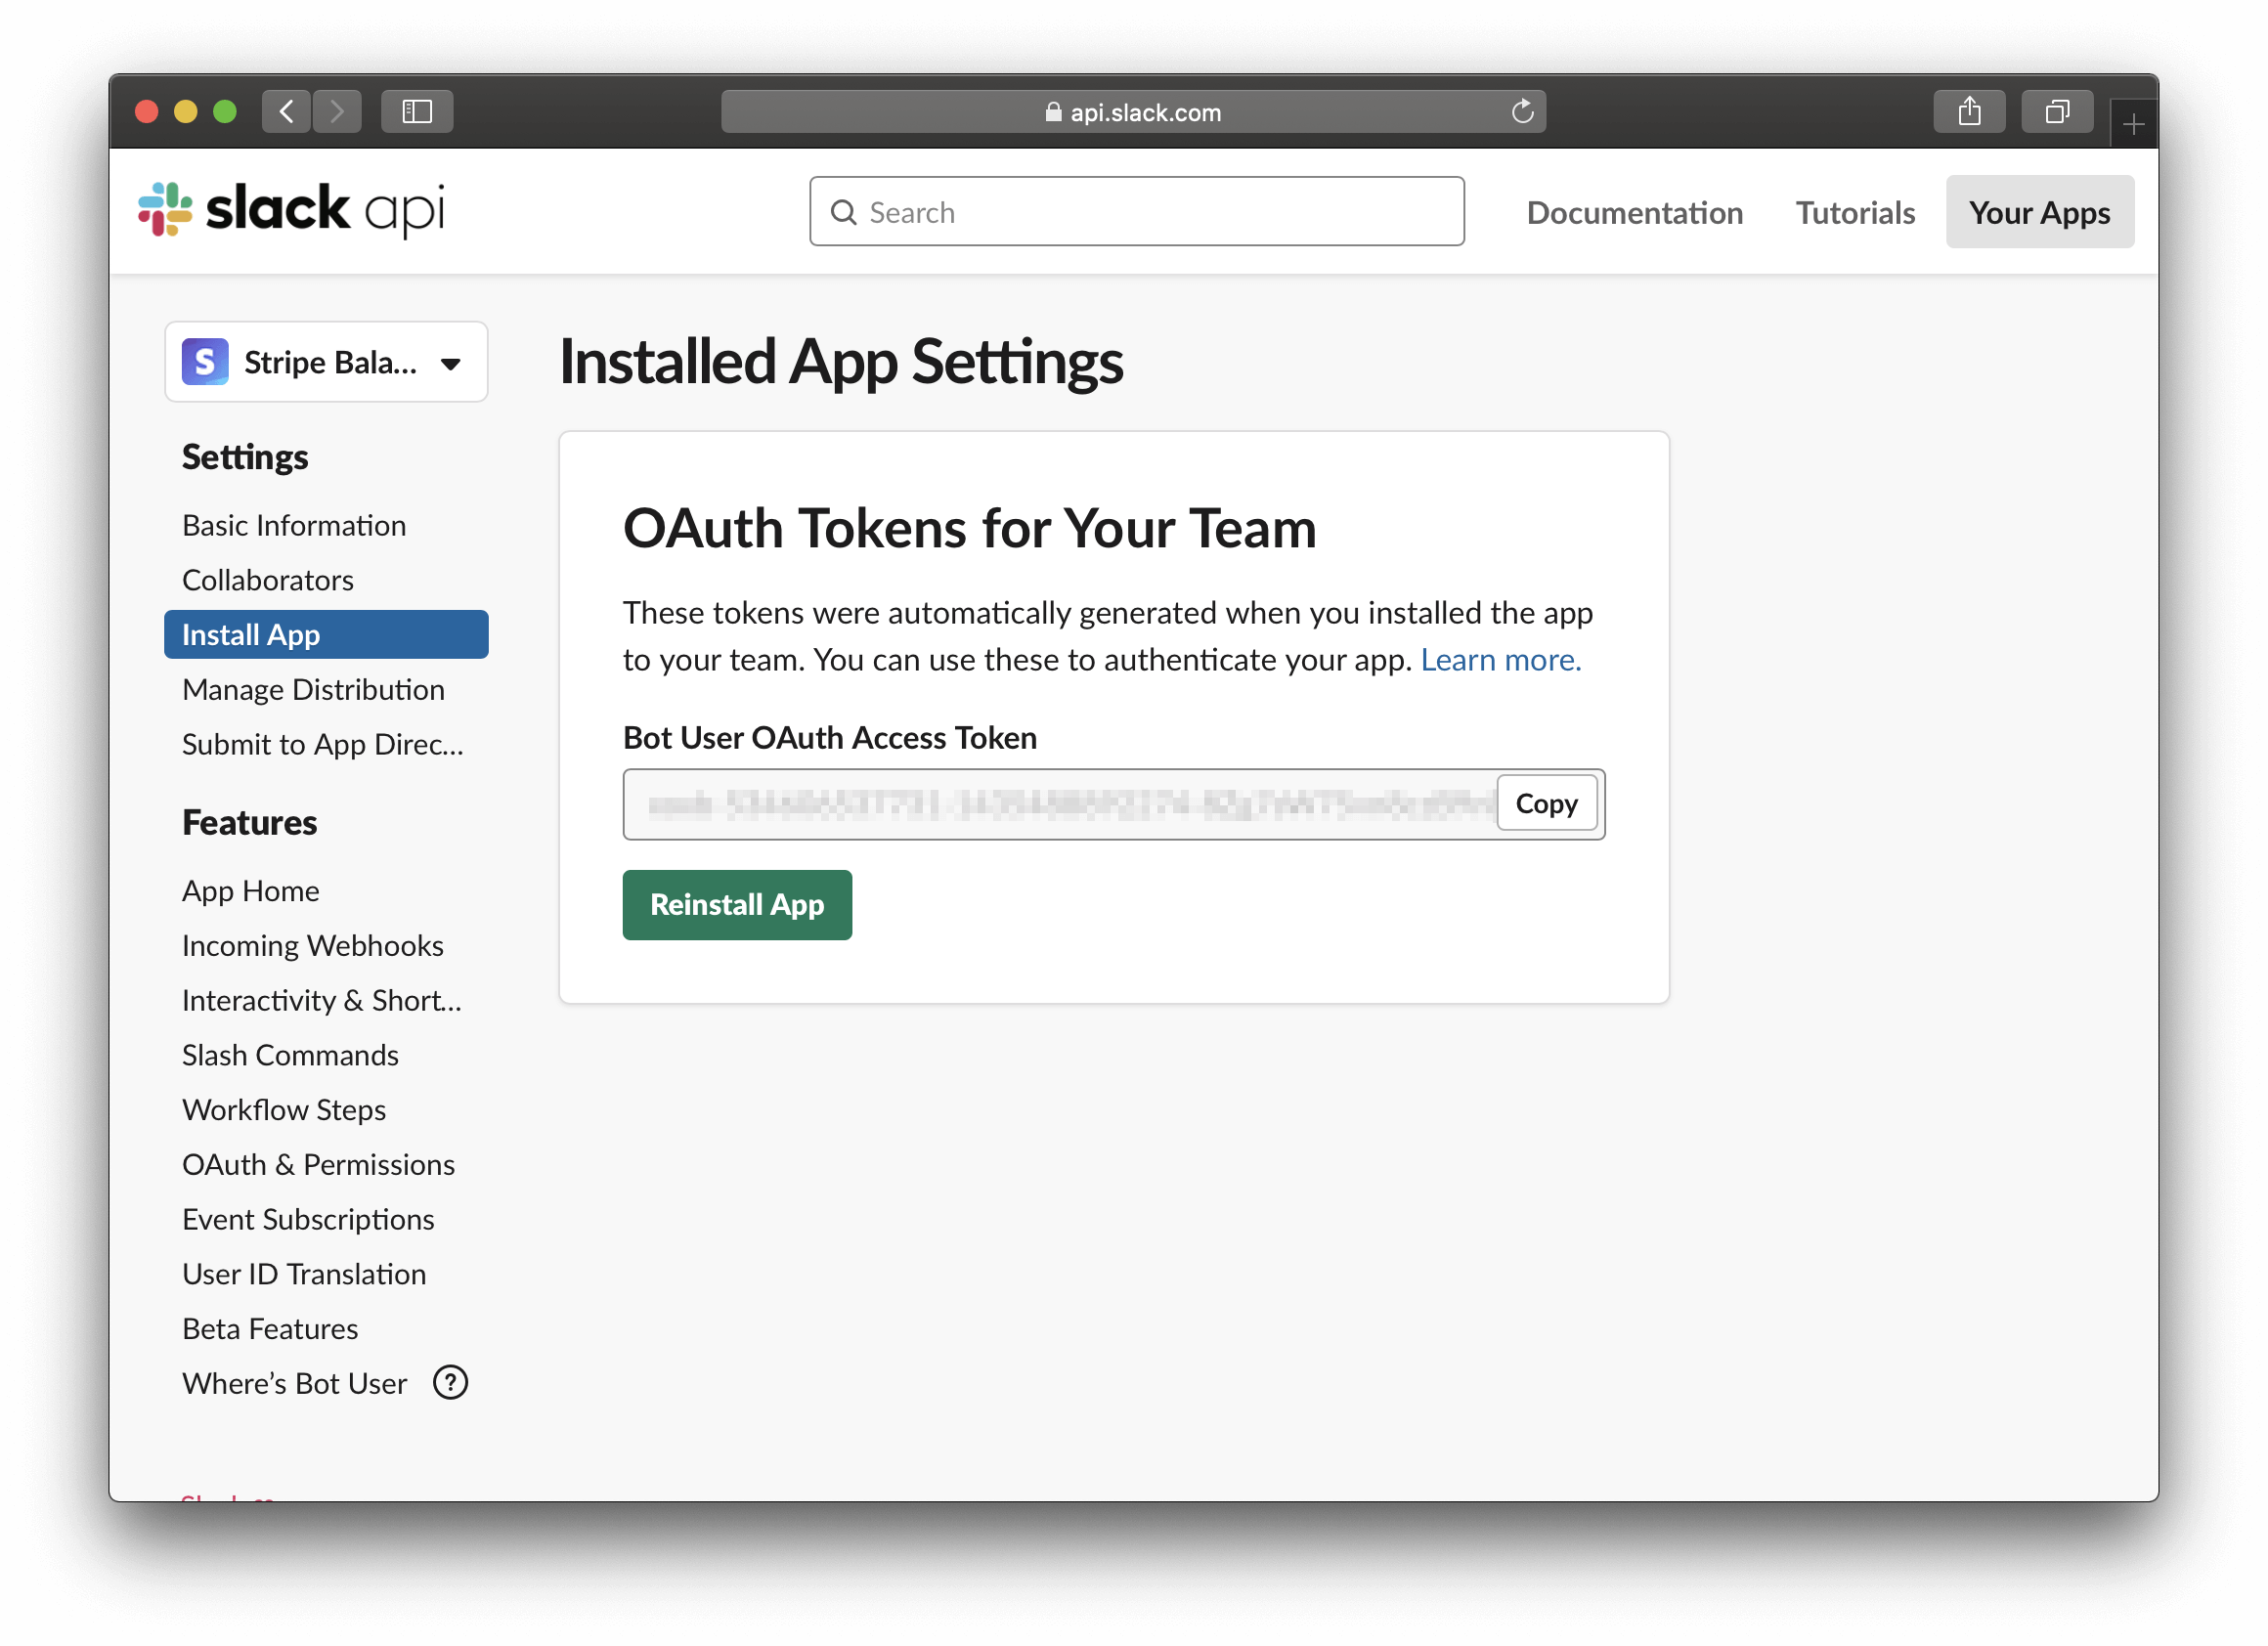 api.slack.com
slack api
Search
Documentation
Tutorials
Your Apps
S Stripe Bala...
Settings
Basic Information
Collaborators
Install App
Manage Distribution
Submit to App Direc...
Features
App Home
Incoming Webhooks
Interactivity & Short...
Slash Commands
Workflow Steps
OAuth & Permissions
Event Subscriptions
User ID Translation
Beta Features
Where’s Bot User ?
Installed App Settings
OAuth Tokens for Your Team
These tokens were automatically generated when you installed the app
to your team. You can use these to authenticate your app. Learn more.
Bot User OAuth Access Token
Copy
Reinstall App